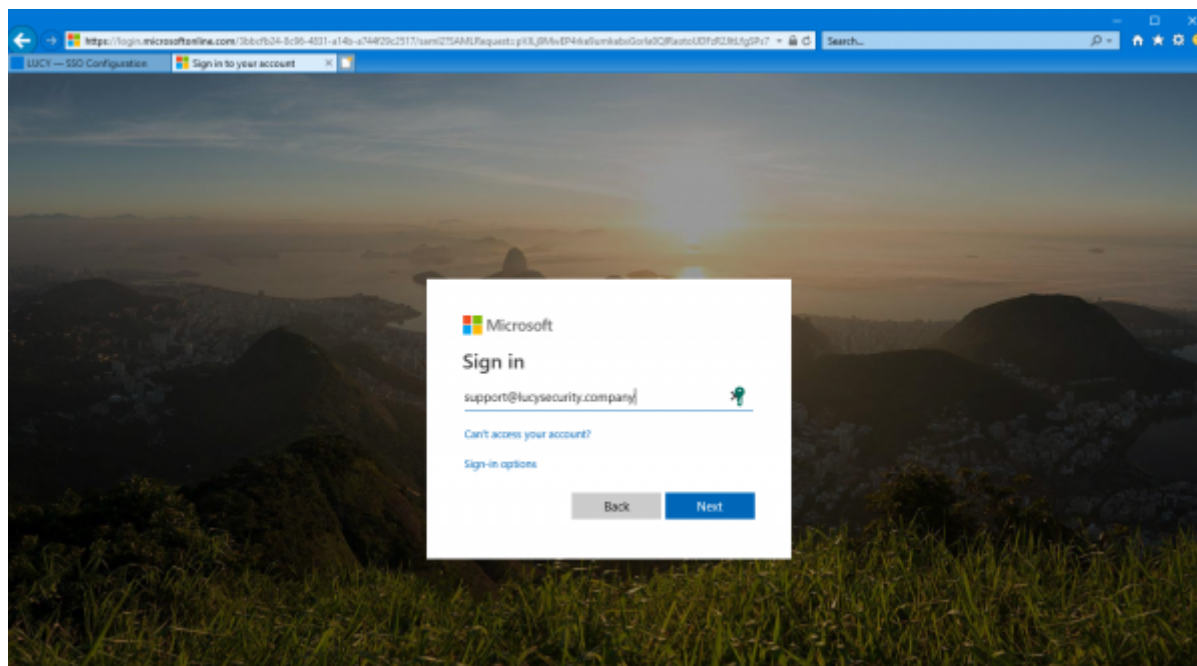 Search...
LUCY — SSO Configuration
Sign in to your account
Microsoft
Sign in
support@lucysecurity.company
Can't access your account?
Sign-in options
Back
Next